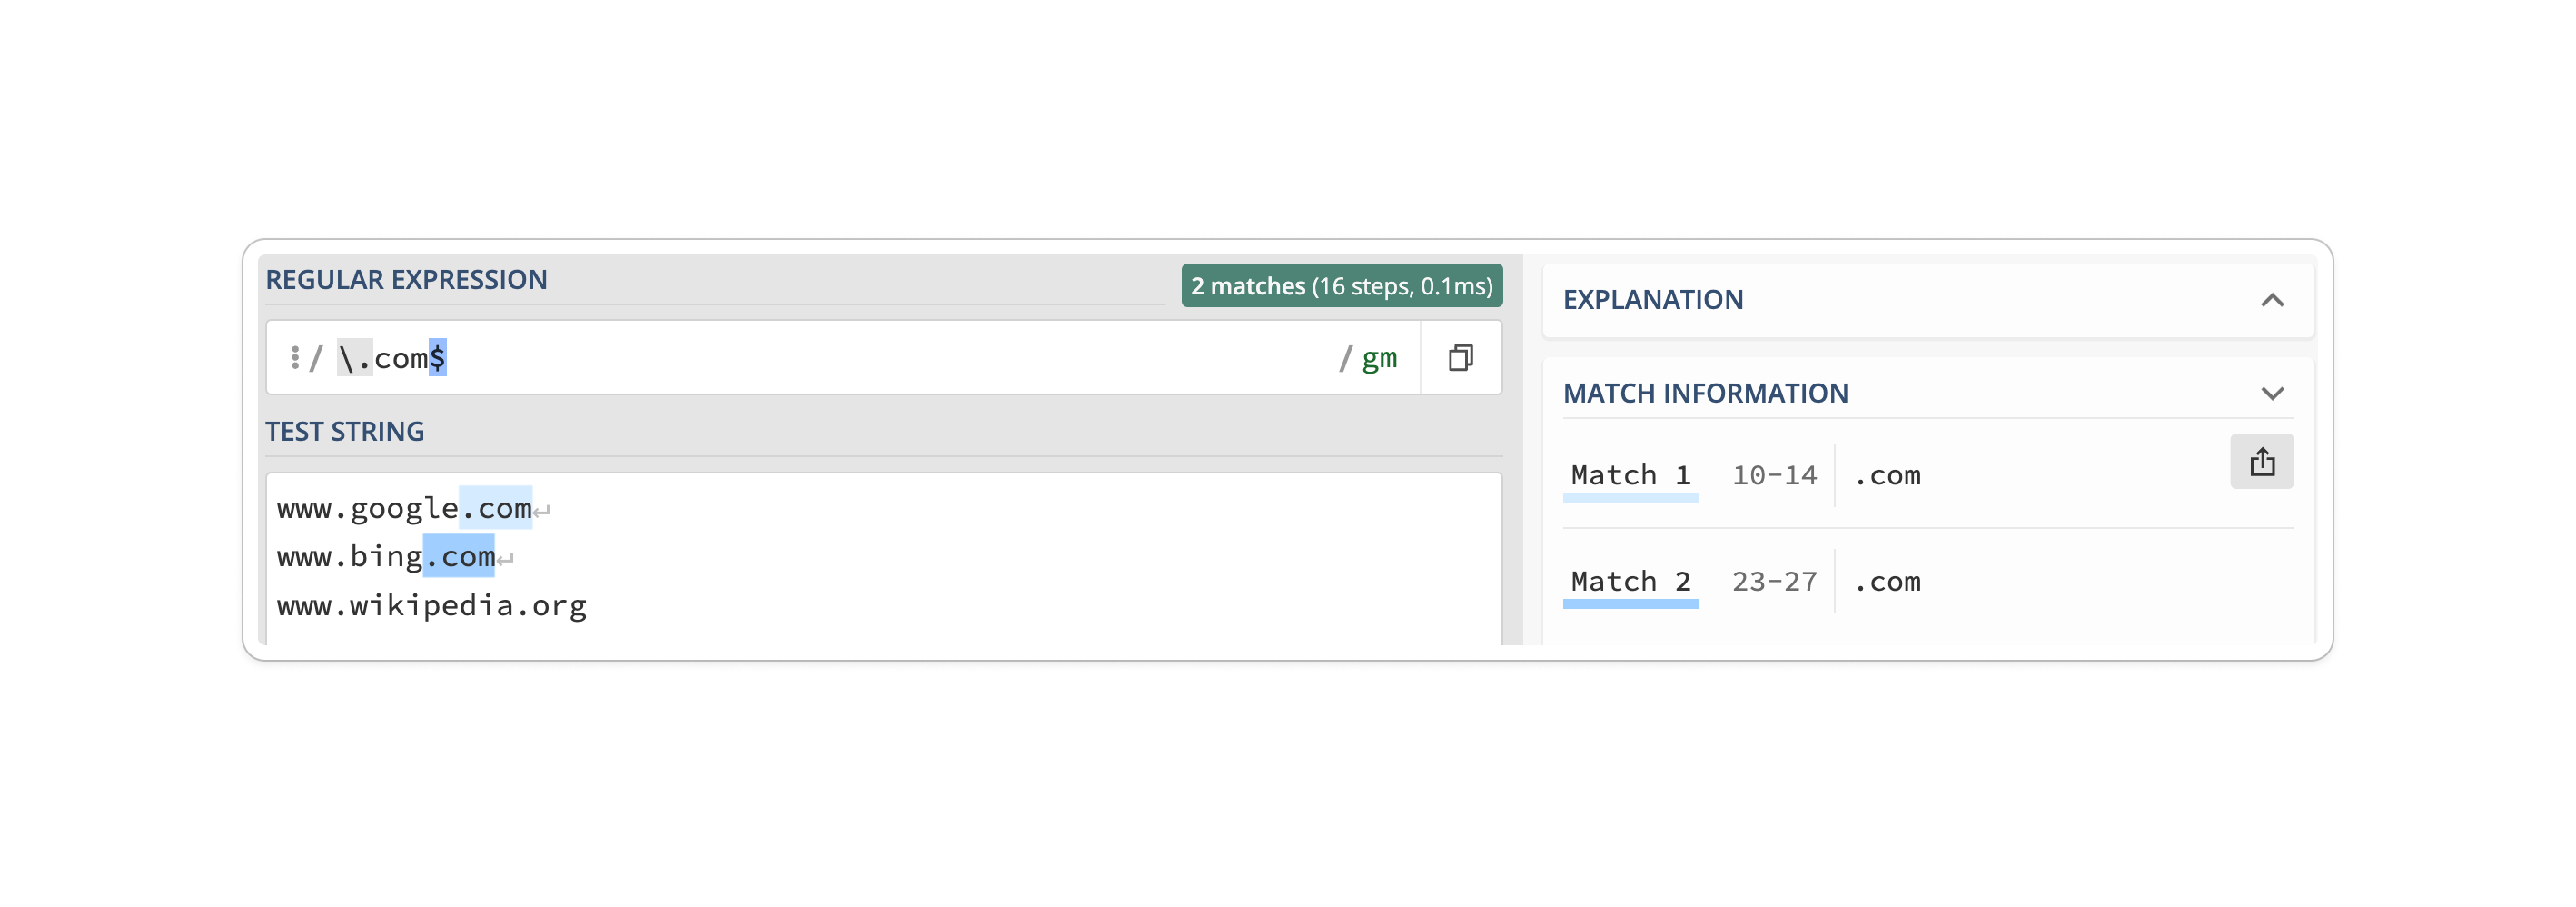 REGULAR EXPRESSION
2 matches (16 steps, 0.1ms)
/ \.com$ / gm
TEST STRING
www.google.com↵
www.bing.com↵
www.wikipedia.org
EXPLANATION
MATCH INFORMATION
Match 1 10-14 .com
Match 2 23-27 .com